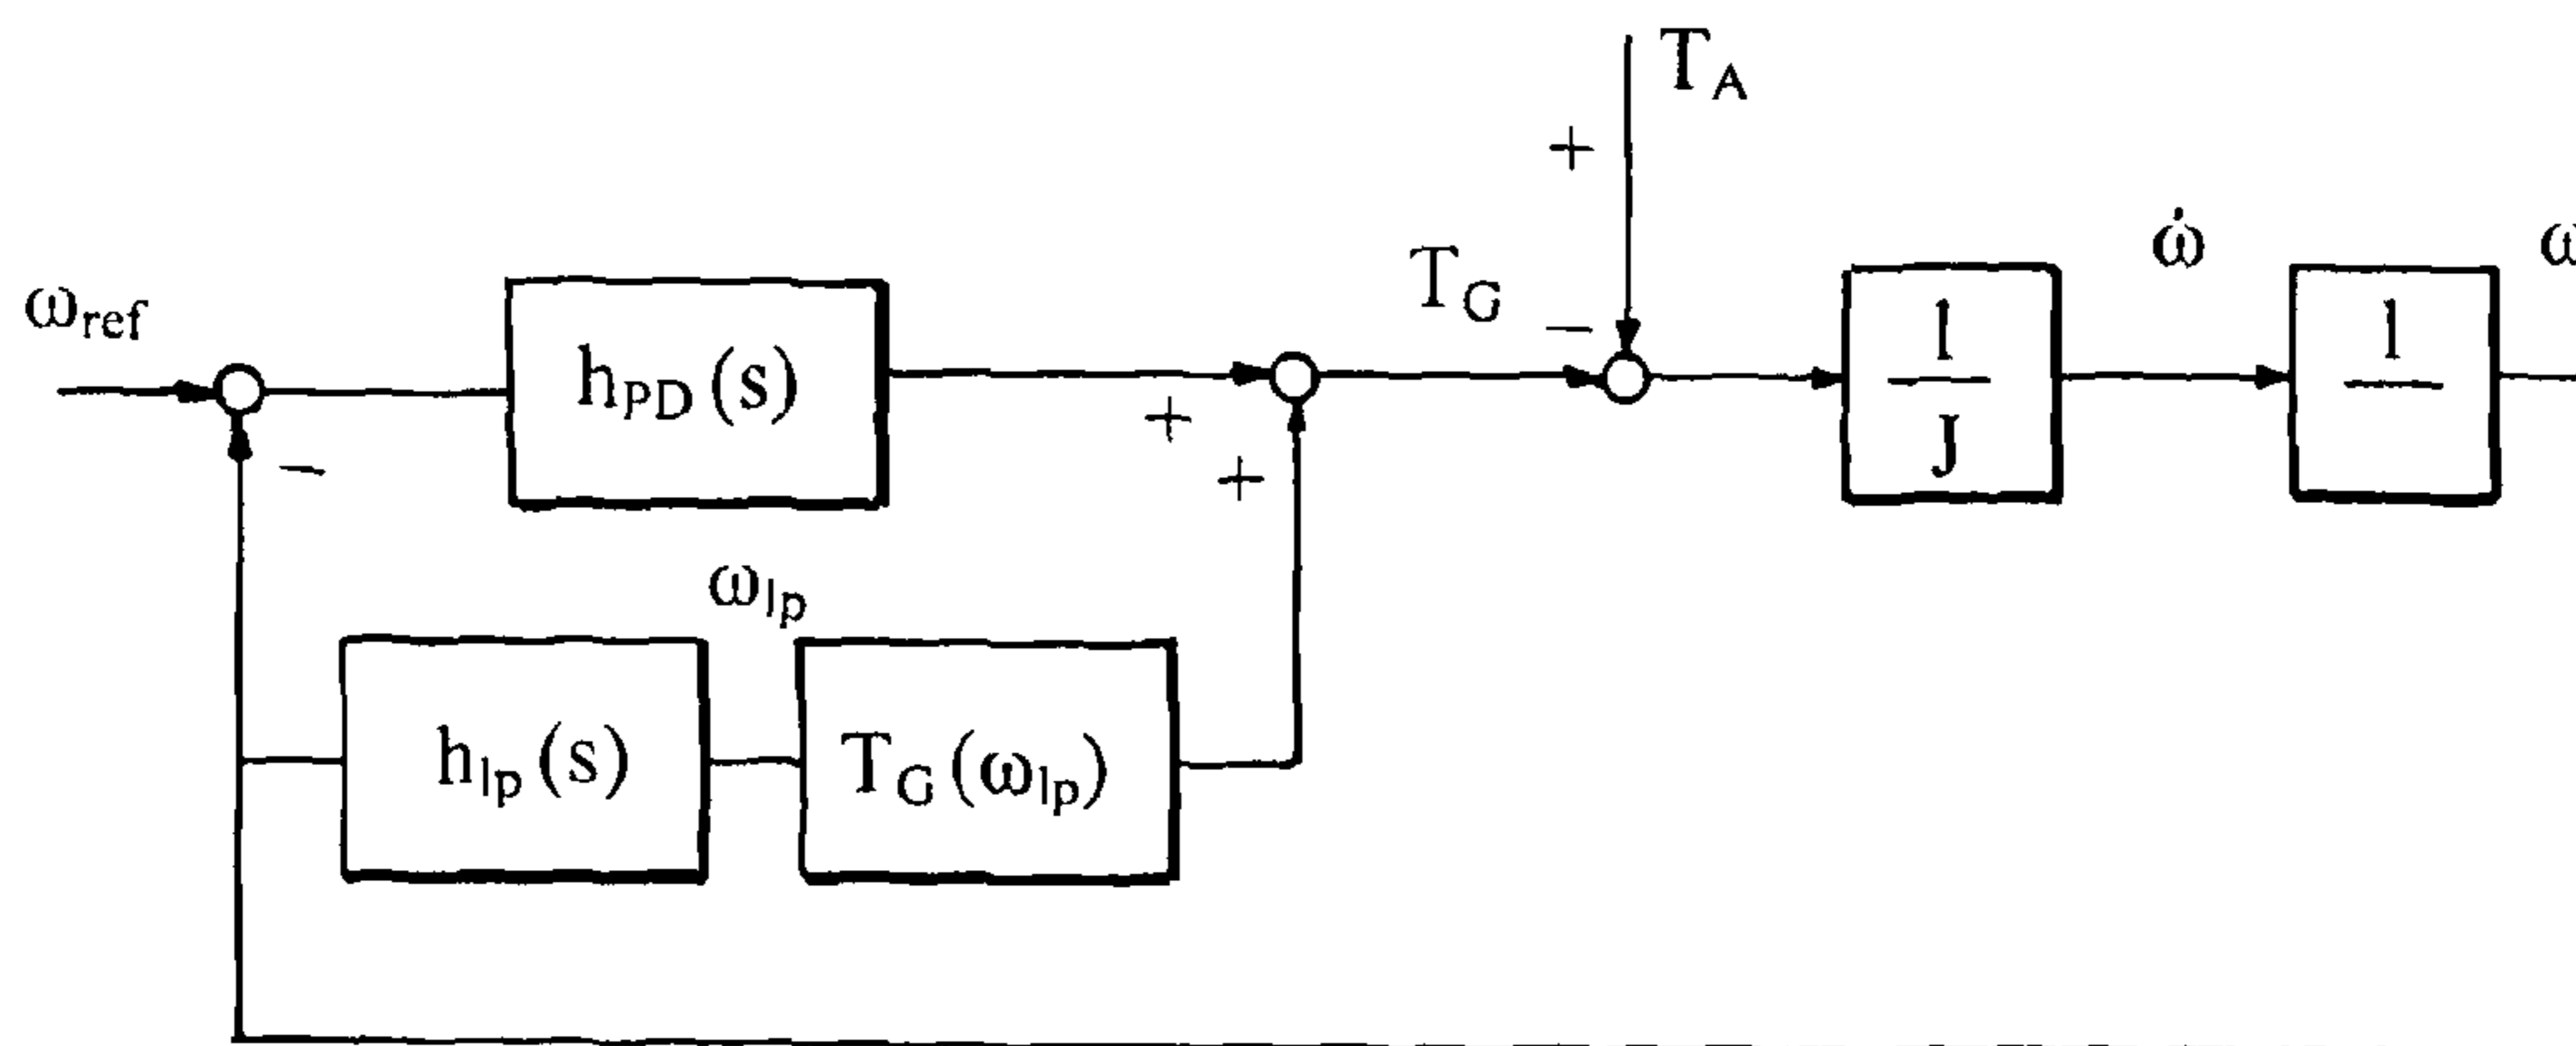 T_A
+
ω_ref
h_PD (s)
T_G
−
1
J
ω̇
1
ω
+
+
−
ω_lp
h_lp (s)
T_G (ω_lp)